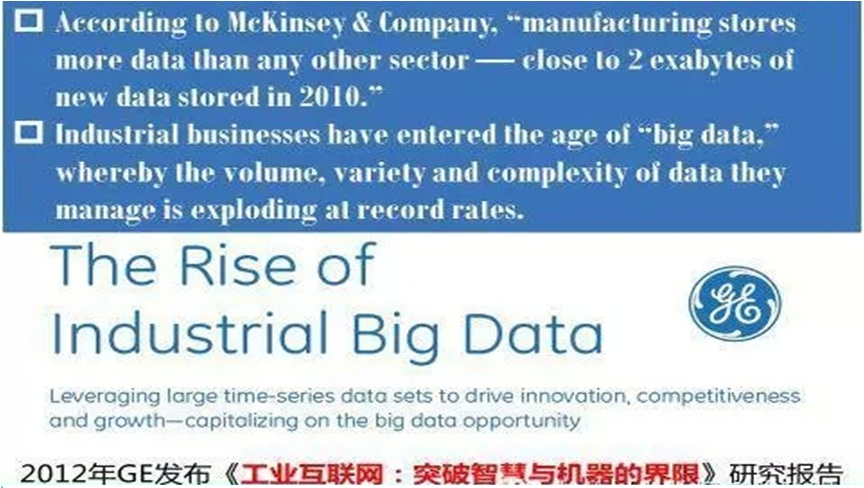 According to McKinsey & Company, “manufacturing stores
more data than any other sector — close to 2 exabytes of
new data stored in 2010.”
Industrial businesses have entered the age of “big data,”
whereby the volume, variety and complexity of data they
manage is exploding at record rates.
The Rise of
Industrial Big Data
GE
Leveraging large time-series data sets to drive innovation, competitiveness
and growth—capitalizing on the big data opportunity
2012年GE发布《工业互联网：突破智慧与机器的界限》研究报告